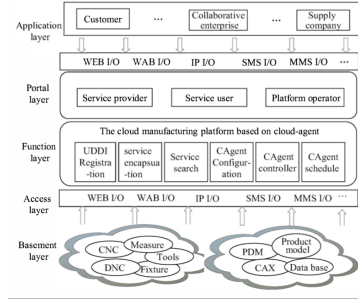 Application layer
Customer
...
Collaborative enterprise
...
Supply company
WEB I/O WAB I/O IP I/O SMS I/O MMS I/O ...
Portal layer
Service provider
Service user
Platform operator
Function layer
The cloud manufacturing platform based on cloud-agent
UDDI Registra-tion
service encapsua-tion
Service search
CAgent Configur-ation
CAgent controller
CAgent schedule
Access layer
WEB I/O WAB I/O IP I/O SMS I/O MMS I/O ...
Basement layer
CNC
Measure
Tools
DNC
Fixture
PDM
Product model
CAX
Data base